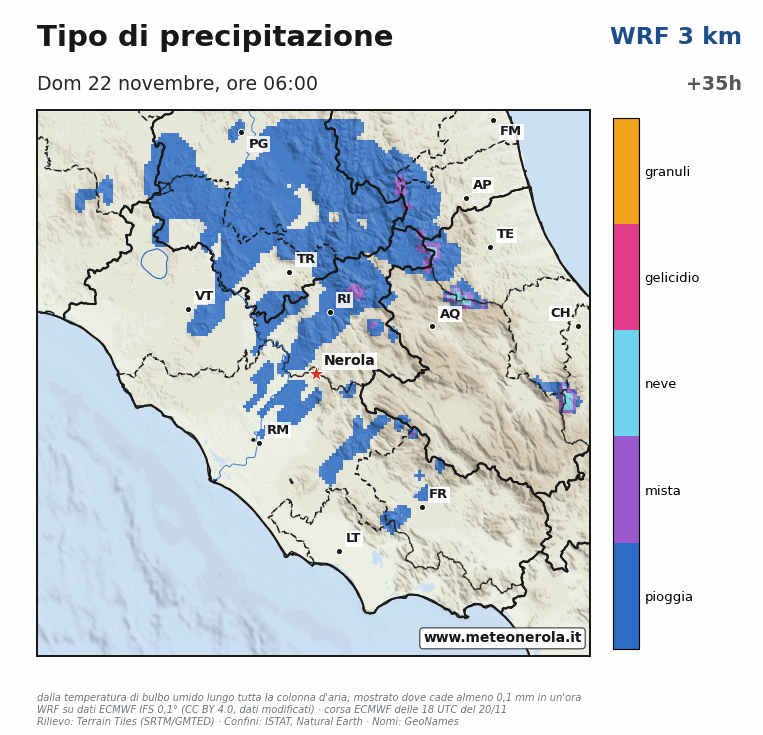 Tipo di precipitazione
WRF 3 km
Dom 22 novembre, ore 06:00
+35h
FM
PG
AP
TE
TR
VT
RI
AQ
CH
Nerola
RM
FR
LT
www.meteonerola.it
granuli
gelicidio
neve
mista
pioggia
dalla temperatura di bulbo umido lungo tutta la colonna d'aria; mostrato dove cade almeno 0,1 mm in un'ora
WRF su dati ECMWF IFS 0,1° (CC BY 4.0, dati modificati) · corsa ECMWF delle 18 UTC del 20/11
Rilievo: Terrain Tiles (SRTM/GMTED) · Confini: ISTAT, Natural Earth · Nomi: GeoNames